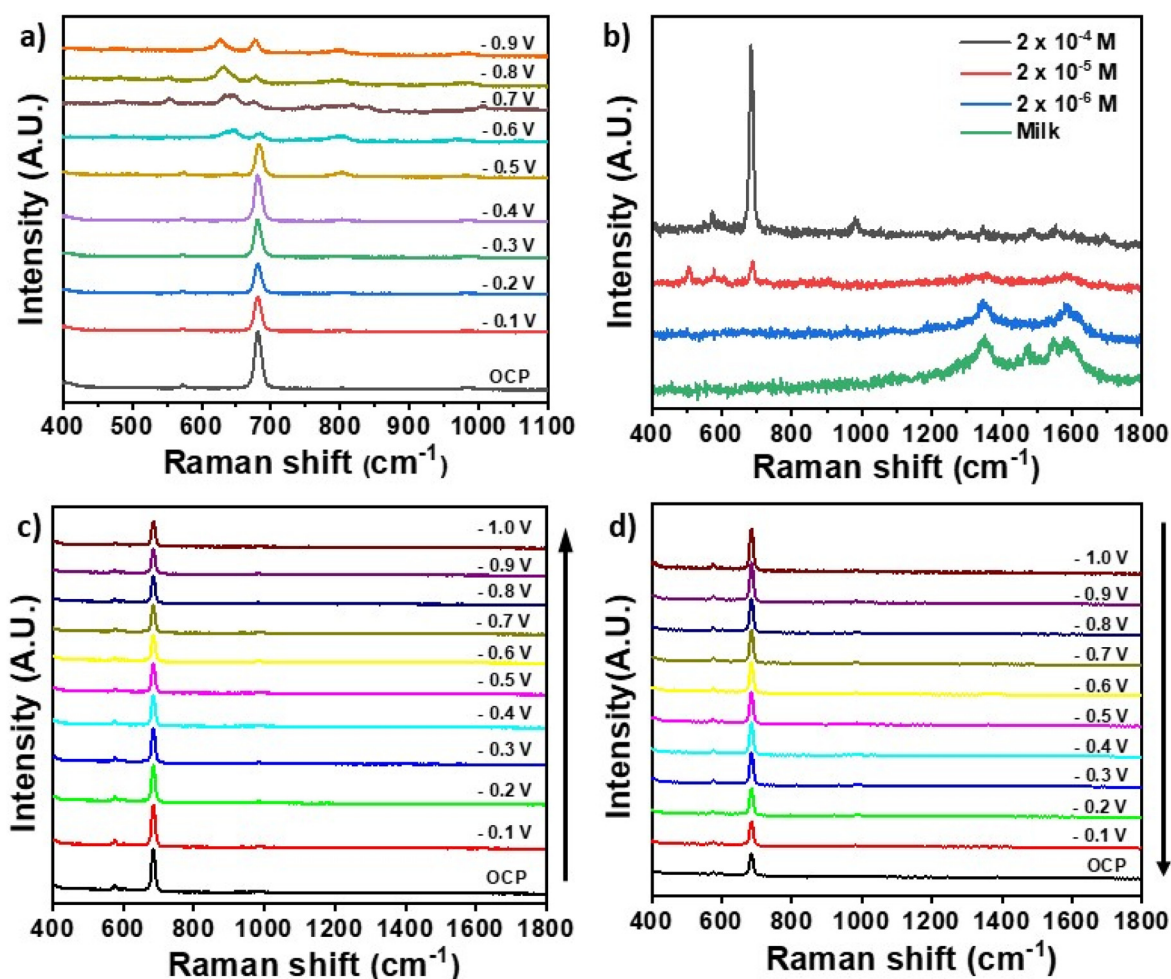 a)
- 0.9 V
- 0.8 V
- 0.7 V
- 0.6 V
- 0.5 V
- 0.4 V
- 0.3 V
- 0.2 V
- 0.1 V
OCP
Intensity (A.U.)
400 500 600 700 800 900 1000 1100
Raman shift (cm⁻¹)
b)
2 x 10⁻⁴ M
2 x 10⁻⁵ M
2 x 10⁻⁶ M
Milk
Intensity (A.U.)
400 600 800 1000 1200 1400 1600 1800
Raman shift (cm⁻¹)
c)
- 1.0 V
- 0.9 V
- 0.8 V
- 0.7 V
- 0.6 V
- 0.5 V
- 0.4 V
- 0.3 V
- 0.2 V
- 0.1 V
OCP
Intensity (A.U.)
400 600 800 1000 1200 1400 1600 1800
Raman shift (cm⁻¹)
d)
- 1.0 V
- 0.9 V
- 0.8 V
- 0.7 V
- 0.6 V
- 0.5 V
- 0.4 V
- 0.3 V
- 0.2 V
- 0.1 V
OCP
Intensity(A.U.)
400 600 800 1000 1200 1400 1600 1800
Raman shift (cm⁻¹)